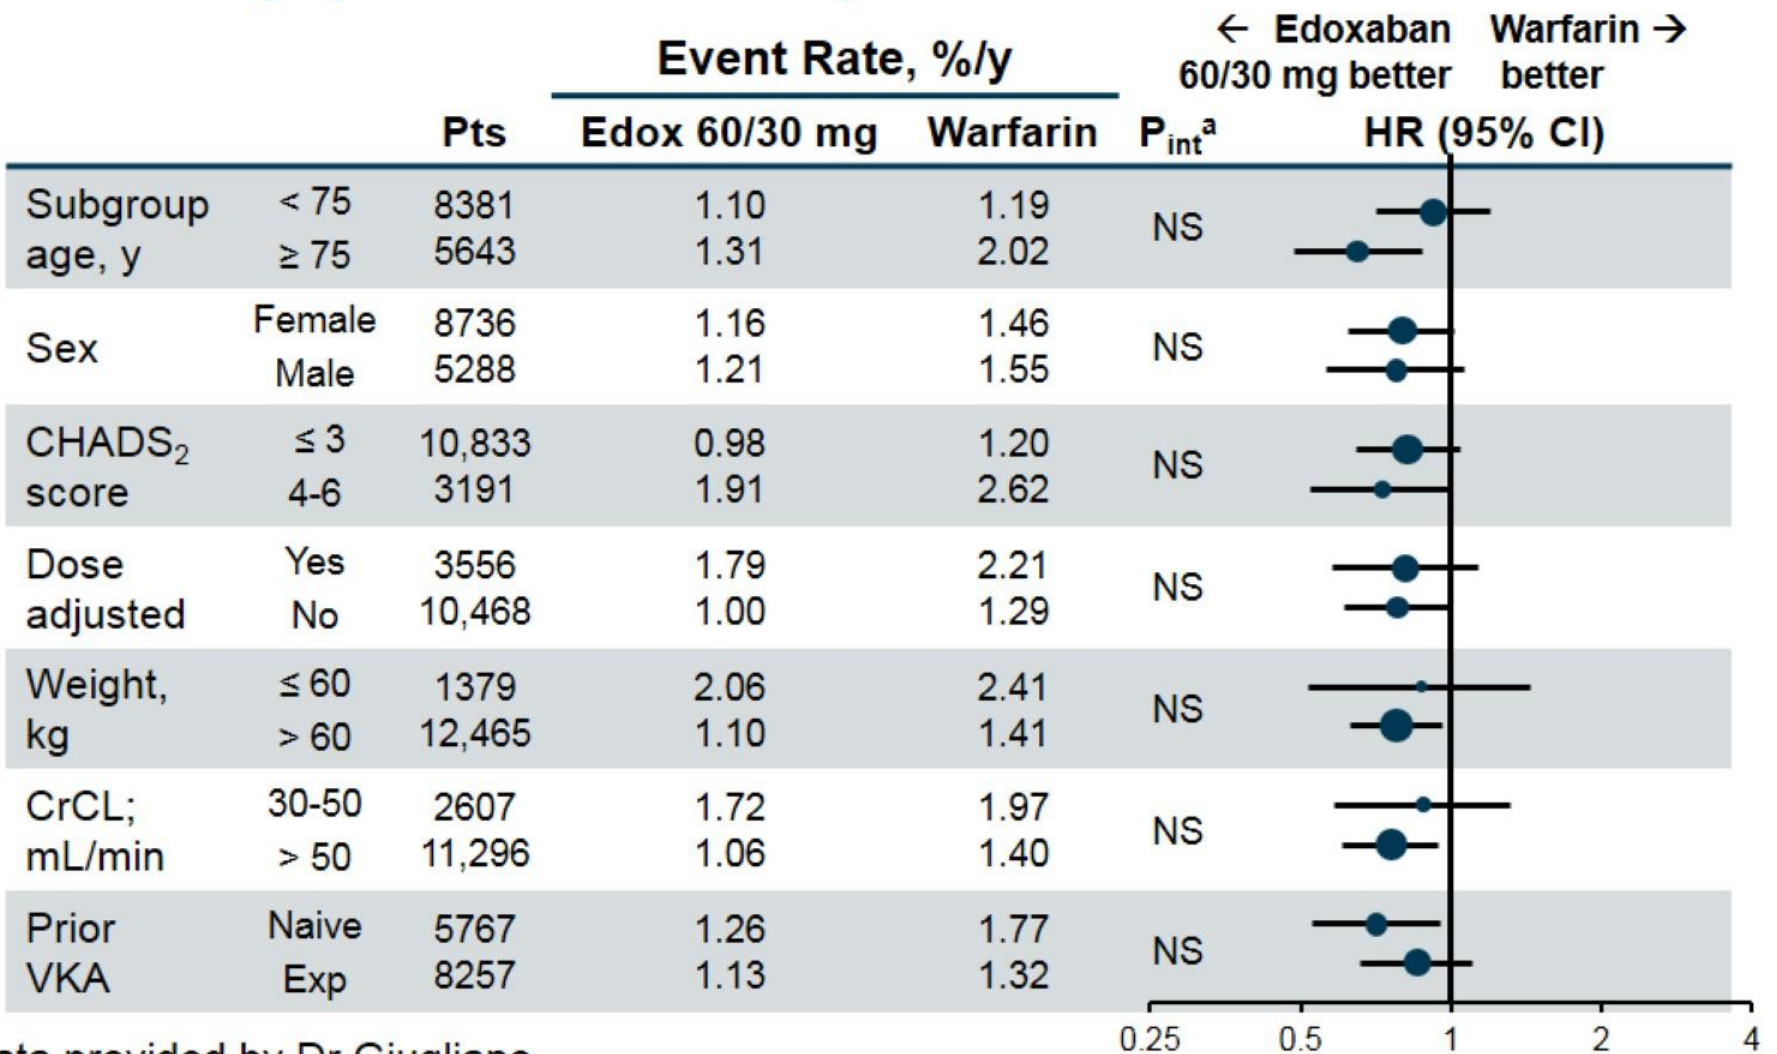 ← Edoxaban Warfarin →
Event Rate, %/y 60/30 mg better better
Pts Edox 60/30 mg Warfarin P_int^a HR (95% CI)
Subgroup < 75 8381 1.10 1.19 NS
age, y ≥ 75 5643 1.31 2.02
Sex Female 8736 1.16 1.46 NS
Male 5288 1.21 1.55
CHADS₂ ≤ 3 10,833 0.98 1.20 NS
score 4-6 3191 1.91 2.62
Dose Yes 3556 1.79 2.21 NS
adjusted No 10,468 1.00 1.29
Weight, ≤ 60 1379 2.06 2.41 NS
kg > 60 12,465 1.10 1.41
CrCL; 30-50 2607 1.72 1.97 NS
mL/min > 50 11,296 1.06 1.40
Prior Naive 5767 1.26 1.77 NS
VKA Exp 8257 1.13 1.32
0.25 0.5 1 2 4
provided by Dr Giugliano